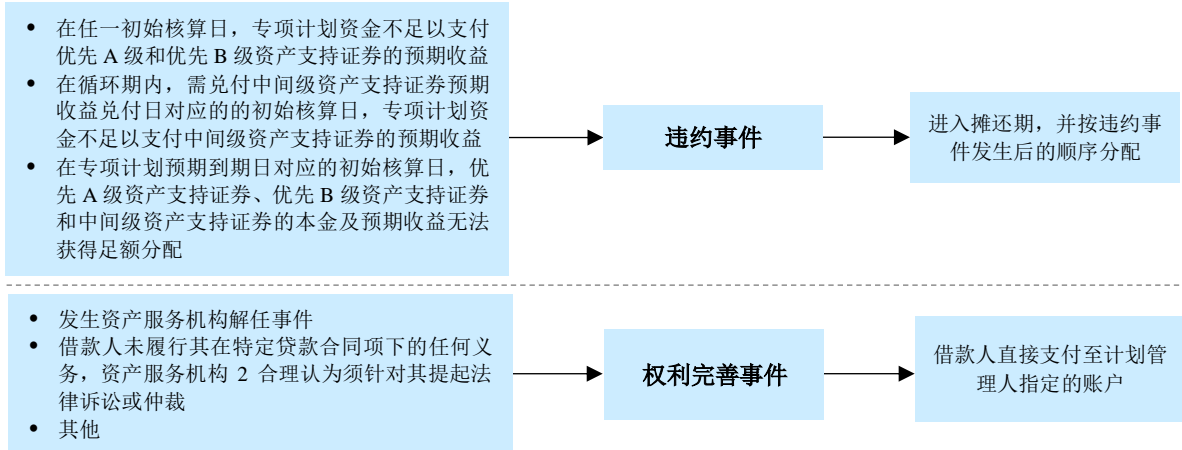 • 在任一初始核算日，专项计划资金不足以支付
优先 A 级和优先 B 级资产支持证券的预期收益
• 在循环期内，需兑付中间级资产支持证券预期
收益兑付日对应的的初始核算日，专项计划资
金不足以支付中间级资产支持证券的预期收益
• 在专项计划预期到期日对应的初始核算日，优
先 A 级资产支持证券、优先 B 级资产支持证券
和中间级资产支持证券的本金及预期收益无法
获得足额分配
违约事件
进入摊还期，并按违约事
件发生后的顺序分配
• 发生资产服务机构解任事件
• 借款人未履行其在特定贷款合同项下的任何义
务，资产服务机构 2 合理认为须针对其提起法
律诉讼或仲裁
• 其他
权利完善事件
借款人直接支付至计划管
理人指定的账户